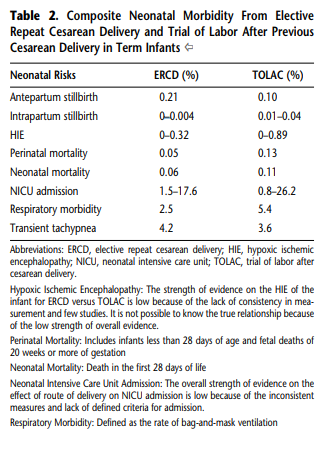 Table 2. Composite Neonatal Morbidity From Elective
Repeat Cesarean Delivery and Trial of Labor After Previous
Cesarean Delivery in Term Infants ⇦
Neonatal Risks ERCD (%) TOLAC (%)
Antepartum stillbirth 0.21 0.10
Intrapartum stillbirth 0–0.004 0.01–0.04
HIE 0–0.32 0–0.89
Perinatal mortality 0.05 0.13
Neonatal mortality 0.06 0.11
NICU admission 1.5–17.6 0.8–26.2
Respiratory morbidity 2.5 5.4
Transient tachypnea 4.2 3.6
Abbreviations: ERCD, elective repeat cesarean delivery; HIE, hypoxic ischemic
encephalopathy; NICU, neonatal intensive care unit; TOLAC, trial of labor after
cesarean delivery.
Hypoxic Ischemic Encephalopathy: The strength of evidence on the HIE of the
infant for ERCD versus TOLAC is low because of the lack of consistency in mea-
surement and few studies. It is not possible to know the true relationship because
of the low strength of overall evidence.
Perinatal Mortality: Includes infants less than 28 days of age and fetal deaths of
20 weeks or more of gestation
Neonatal Mortality: Death in the first 28 days of life
Neonatal Intensive Care Unit Admission: The overall strength of evidence on the
effect of route of delivery on NICU admission is low because of the inconsistent
measures and lack of defined criteria for admission.
Respiratory Morbidity: Defined as the rate of bag-and-mask ventilation